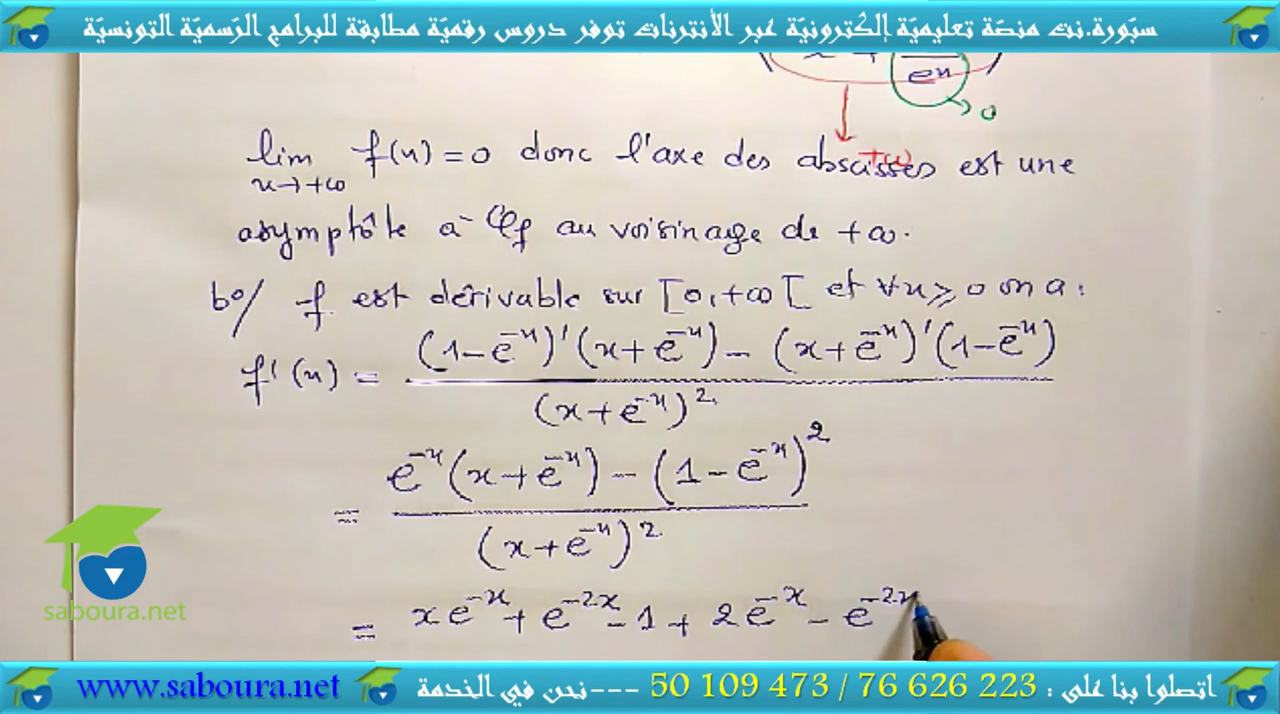 سبّورة.نت منصّة تعليميّة إلكترونيّة عبر الأنترنات توفر دروس رقميّة مطابقة للبرامج الرّسميّة التونسيّة
x + e^x
→ 0
+∞
lim f(x) = 0 donc l'axe des abscisses est une
x→+∞
asymptôte à 𝒞f au voisinage de +∞.
b°/ f est dérivable sur [0,+∞[ et ∀x ≥ 0 on a :
f'(x) = ((1-e^-x)'(x+e^-x) - (x+e^-x)'(1-e^-x)) / (x+e^-x)^2
= (e^-x(x+e^-x) - (1-e^-x)^2) / (x+e^-x)^2
= xe^-x + e^-2x - 1 + 2e^-x - e^-2x
saboura.net
www.saboura.net
اتصلوا بنا على : 50 109 473 / 76 626 223 ---نحن في الخدمة